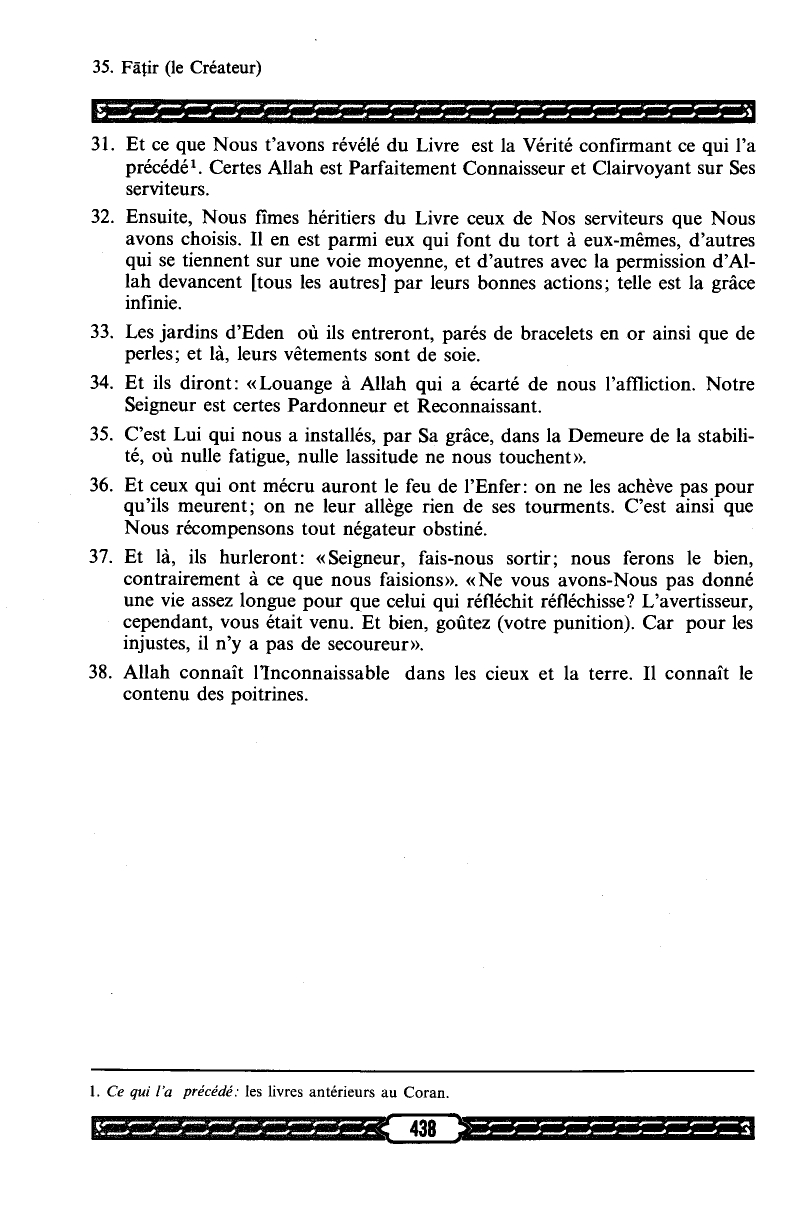 35. Fāṭir (le Créateur)
31. Et ce que Nous t’avons révélé du Livre est la Vérité confirmant ce qui l’a
précédé¹. Certes Allah est Parfaitement Connaisseur et Clairvoyant sur Ses
serviteurs.
32. Ensuite, Nous fîmes héritiers du Livre ceux de Nos serviteurs que Nous
avons choisis. Il en est parmi eux qui font du tort à eux-mêmes, d’autres
qui se tiennent sur une voie moyenne, et d’autres avec la permission d’Al-
lah devancent [tous les autres] par leurs bonnes actions; telle est la grâce
infinie.
33. Les jardins d’Eden où ils entreront, parés de bracelets en or ainsi que de
perles; et là, leurs vêtements sont de soie.
34. Et ils diront: «Louange à Allah qui a écarté de nous l’affliction. Notre
Seigneur est certes Pardonneur et Reconnaissant.
35. C’est Lui qui nous a installés, par Sa grâce, dans la Demeure de la stabili-
té, où nulle fatigue, nulle lassitude ne nous touchent».
36. Et ceux qui ont mécru auront le feu de l’Enfer: on ne les achève pas pour
qu’ils meurent; on ne leur allège rien de ses tourments. C’est ainsi que
Nous récompensons tout négateur obstiné.
37. Et là, ils hurleront: «Seigneur, fais-nous sortir; nous ferons le bien,
contrairement à ce que nous faisions». «Ne vous avons-Nous pas donné
une vie assez longue pour que celui qui réfléchit réfléchisse? L’avertisseur,
cependant, vous était venu. Et bien, goûtez (votre punition). Car pour les
injustes, il n’y a pas de secoureur».
38. Allah connaît l’Inconnaissable dans les cieux et la terre. Il connaît le
contenu des poitrines.
1. Ce qui l’a précédé: les livres antérieurs au Coran.
438